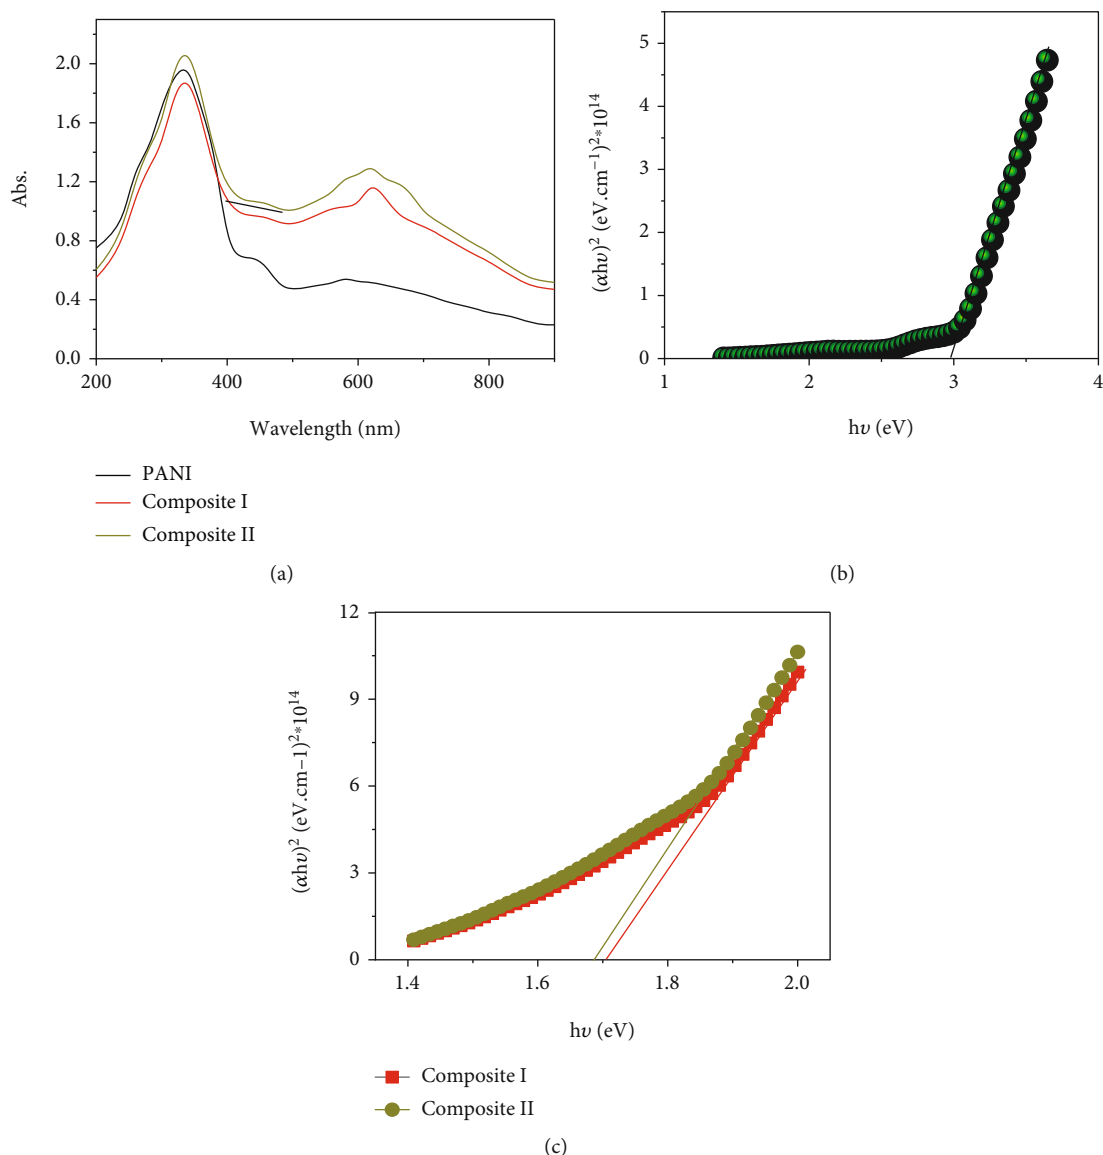 2.0
1.6
1.2
0.8
0.4
0.0
Abs.
200
400
600
800
Wavelength (nm)
PANI
Composite I
Composite II
(a)
5
4
3
2
1
0
(αhυ)² (eV.cm⁻¹)²*10¹⁴
1
2
3
4
hυ (eV)
(b)
12
9
6
3
0
(αhυ)² (eV.cm−1)²*10¹⁴
1.4
1.6
1.8
2.0
hυ (eV)
Composite I
Composite II
(c)